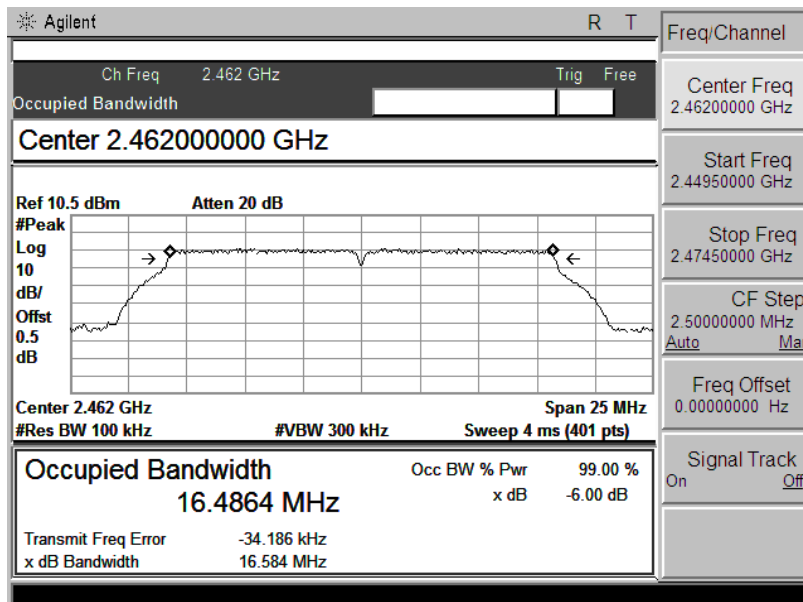 Agilent R T
Ch Freq 2.462 GHz Trig Free
Occupied Bandwidth
Center 2.462000000 GHz
Ref 10.5 dBm Atten 20 dB
#Peak
Log
10
dB/
Offst
0.5
dB
Center 2.462 GHz Span 25 MHz
#Res BW 100 kHz #VBW 300 kHz Sweep 4 ms (401 pts)
Occupied Bandwidth Occ BW % Pwr 99.00 %
16.4864 MHz x dB -6.00 dB
Transmit Freq Error -34.186 kHz
x dB Bandwidth 16.584 MHz
Freq/Channel
Center Freq
2.46200000 GHz
Start Freq
2.44950000 GHz
Stop Freq
2.47450000 GHz
CF Step
2.50000000 MHz
Auto Ma
Freq Offset
0.00000000 Hz
Signal Track
On Off